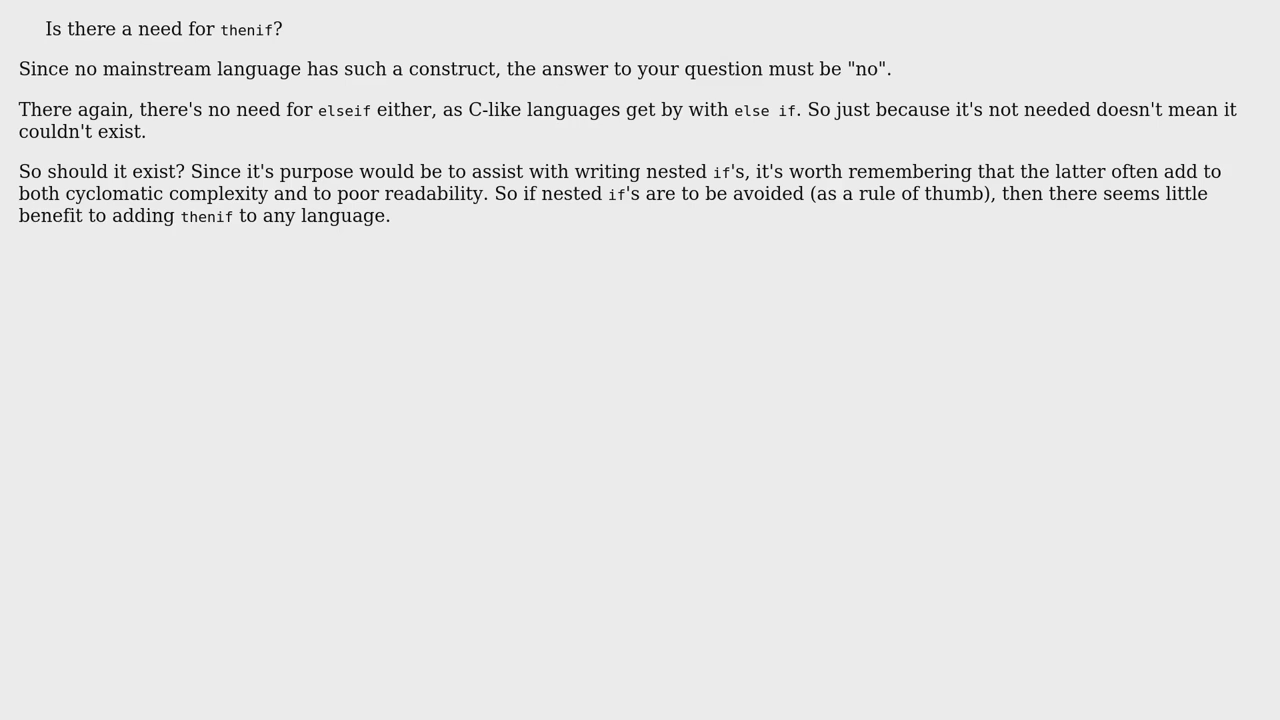 Is there a need for thenif?
Since no mainstream language has such a construct, the answer to your question must be "no".
There again, there's no need for elseif either, as C-like languages get by with else if. So just because it's not needed doesn't mean it
couldn't exist.
So should it exist? Since it's purpose would be to assist with writing nested if's, it's worth remembering that the latter often add to
both cyclomatic complexity and to poor readability. So if nested if's are to be avoided (as a rule of thumb), then there seems little
benefit to adding thenif to any language.